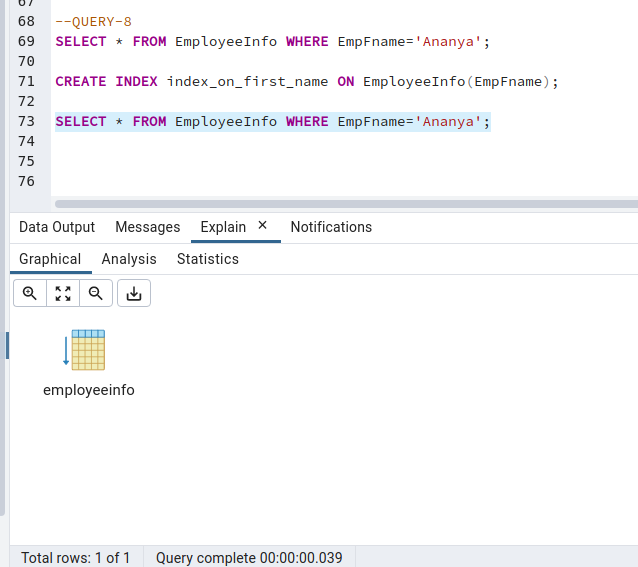 67
68 --QUERY-8
69 SELECT * FROM EmployeeInfo WHERE EmpFname='Ananya';
70
71 CREATE INDEX index_on_first_name ON EmployeeInfo(EmpFname);
72
73 SELECT * FROM EmployeeInfo WHERE EmpFname='Ananya';
74
75
76
Data Output Messages Explain × Notifications
Graphical Analysis Statistics
employeeinfo
Total rows: 1 of 1 Query complete 00:00:00.039